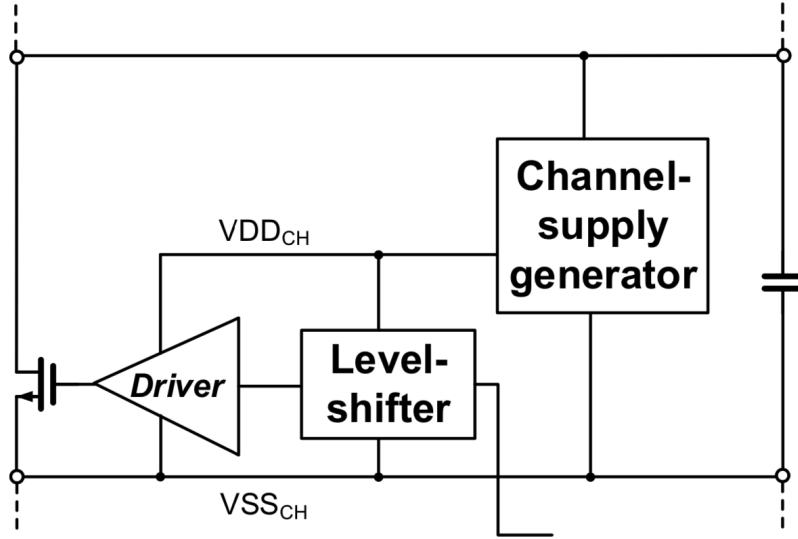 Channel-
supply
generator
VDDCH
Level-
shifter
Driver
VSSCH